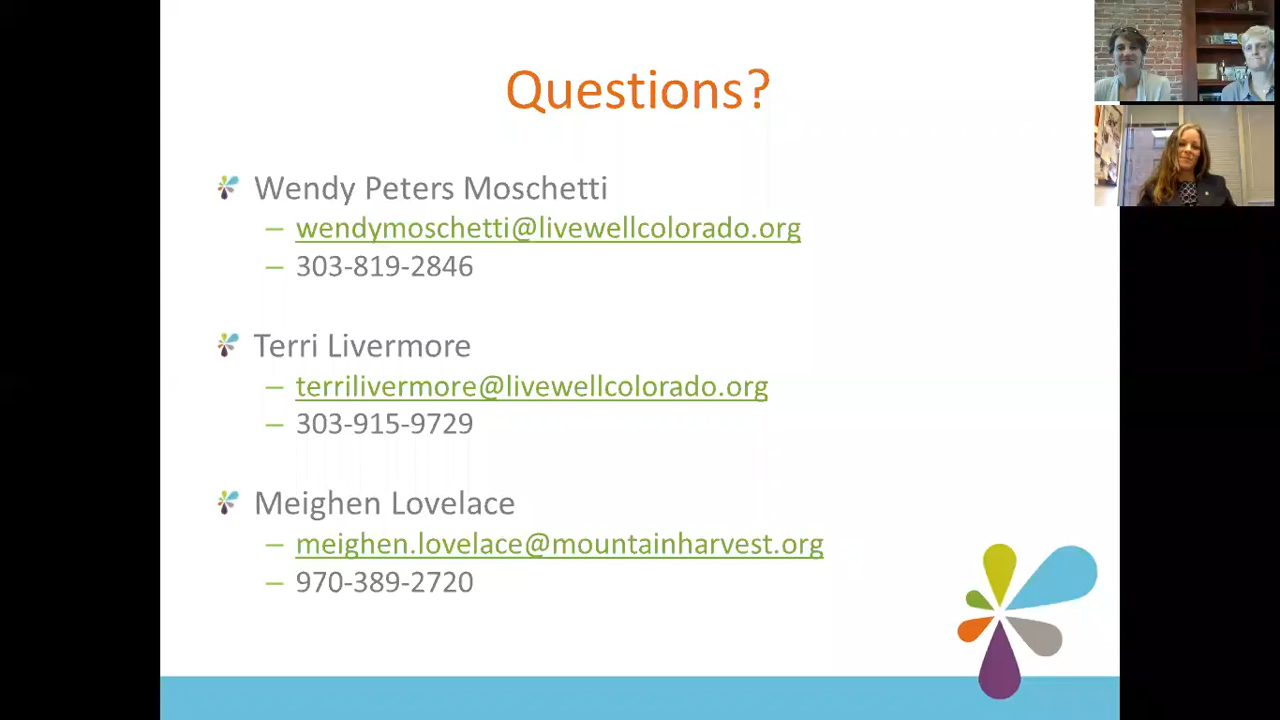 Questions?
Wendy Peters Moschetti
– wendymoschetti@livewellcolorado.org
– 303-819-2846
Terri Livermore
– terrilivermore@livewellcolorado.org
– 303-915-9729
Meighen Lovelace
– meighen.lovelace@mountainharvest.org
– 970-389-2720